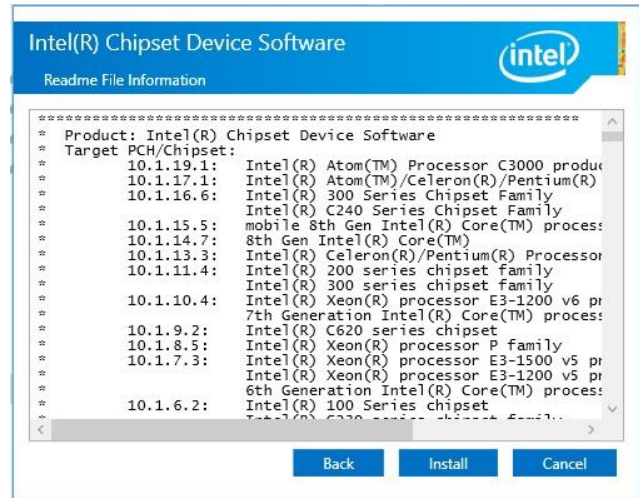 Intel(R) Chipset Device Software
intel
Readme File Information
************************************************************
* Product: Intel(R) Chipset Device Software
* Target PCH/Chipset:
* 10.1.19.1: Intel(R) Atom(TM) Processor C3000 produc
* 10.1.17.1: Intel(R) Atom(TM)/Celeron(R)/Pentium(R)
* 10.1.16.6: Intel(R) 300 Series Chipset Family
* Intel(R) C240 Series Chipset Family
* 10.1.15.5: mobile 8th Gen Intel(R) Core(TM) process
* 10.1.14.7: 8th Gen Intel(R) Core(TM)
* 10.1.13.3: Intel(R) Celeron(R)/Pentium(R) Processor
* 10.1.11.4: Intel(R) 200 series chipset family
* Intel(R) 300 series chipset family
* 10.1.10.4: Intel(R) Xeon(R) processor E3-1200 v6 pr
* 7th Generation Intel(R) Core(TM) process
* 10.1.9.2: Intel(R) C620 series chipset
* 10.1.8.5: Intel(R) Xeon(R) processor P family
* 10.1.7.3: Intel(R) Xeon(R) processor E3-1500 v5 pr
* Intel(R) Xeon(R) processor E3-1200 v5 pr
* 6th Generation Intel(R) Core(TM) process
* 10.1.6.2: Intel(R) 100 Series chipset
* Intel(R) C230 series chipset family
Back Install Cancel